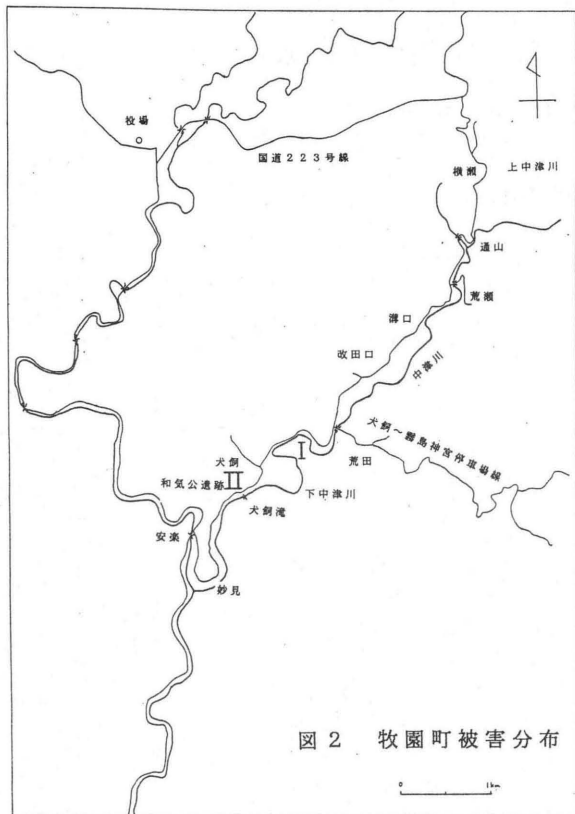 役場
国道223号線
横瀬
上中津川
通山
荒瀬
溝口
改田口
中津川
犬飼～霧島神宮停車場線
I
荒田
犬飼
和気公遺跡
II
下中津川
犬飼滝
安楽
妙見
図2 牧園町被害分布
0 1km